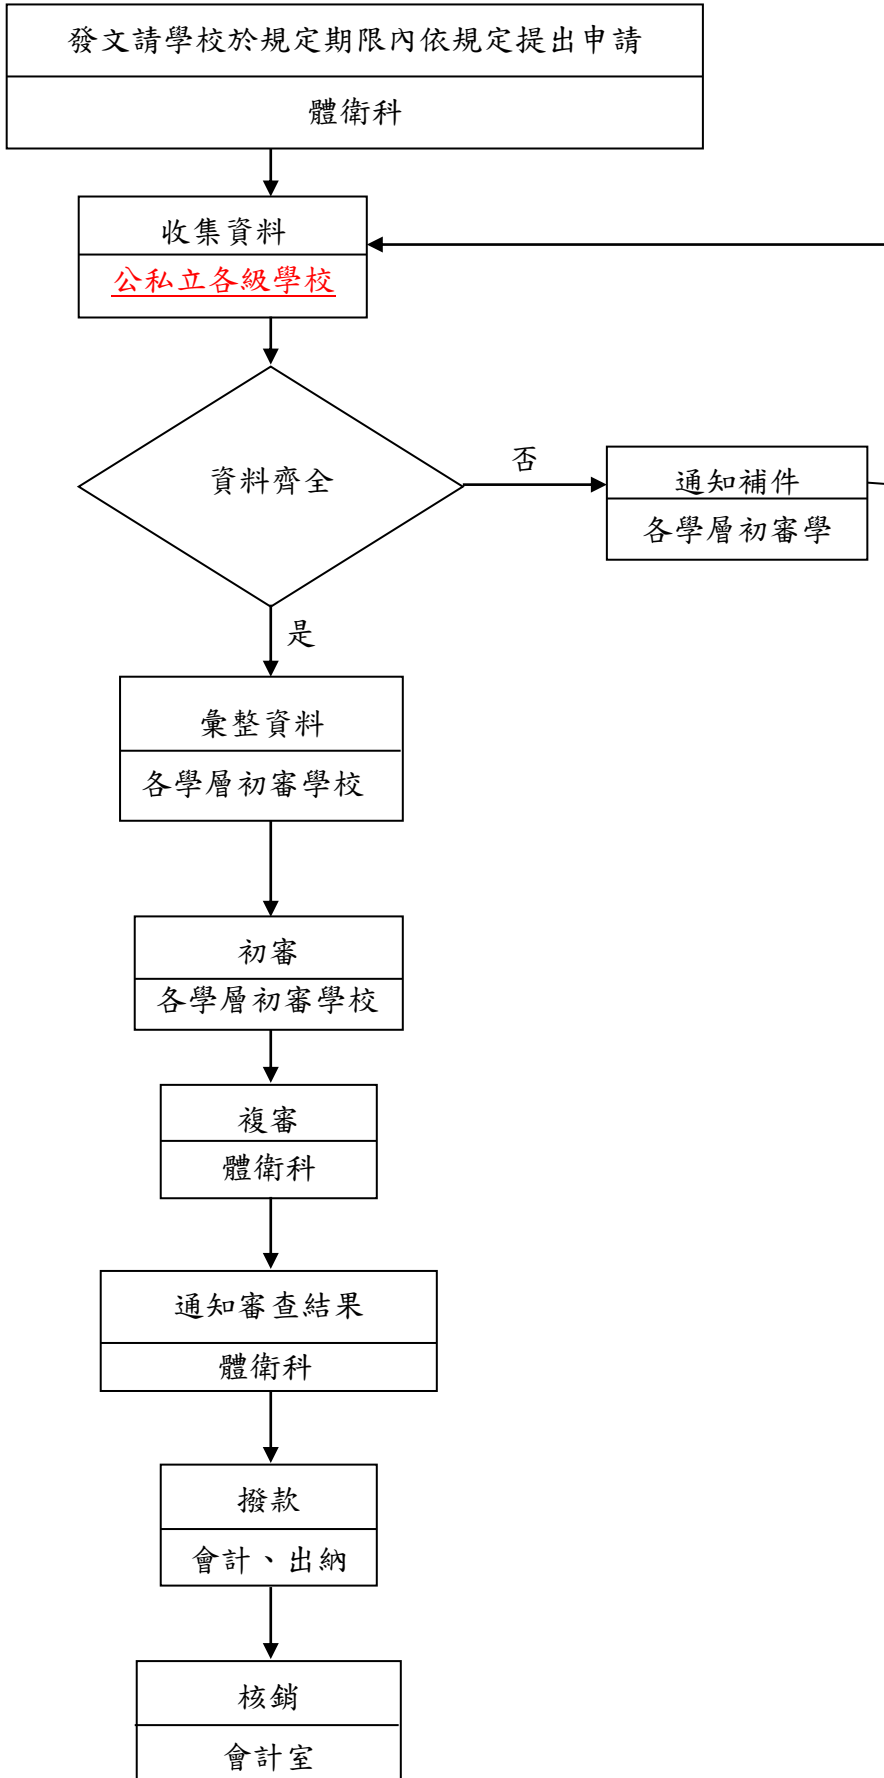 發文請學校於規定期限內依規定提出申請
體衛科
收集資料
公私立各級學校
資料齊全
否
通知補件
各學層初審學
是
彙整資料
各學層初審學校
初審
各學層初審學校
複審
體衛科
通知審查結果
體衛科
撥款
會計、出納
核銷
會計室